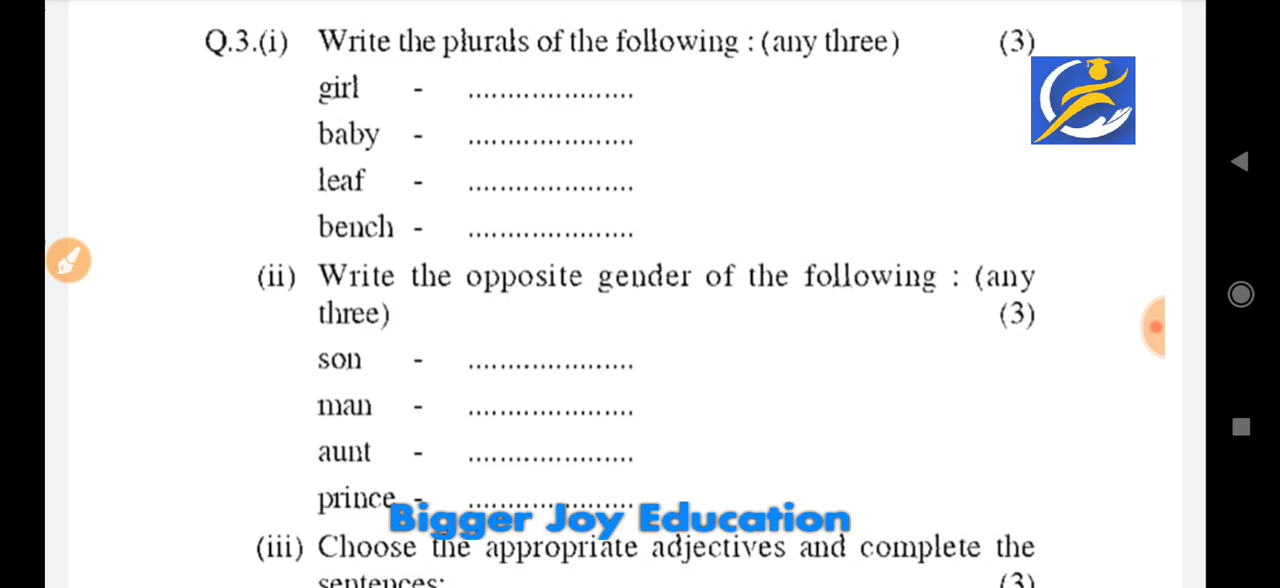 Q.3.(i) Write the plurals of the following : (any three) (3)
girl - .....................
baby - .....................
leaf - .....................
bench - .....................
(ii) Write the opposite gender of the following : (any
three) (3)
son - .....................
man - .....................
aunt - .....................
prince - .....................
Bigger Joy Education
(iii) Choose the appropriate adjectives and complete the
sentences: (3)